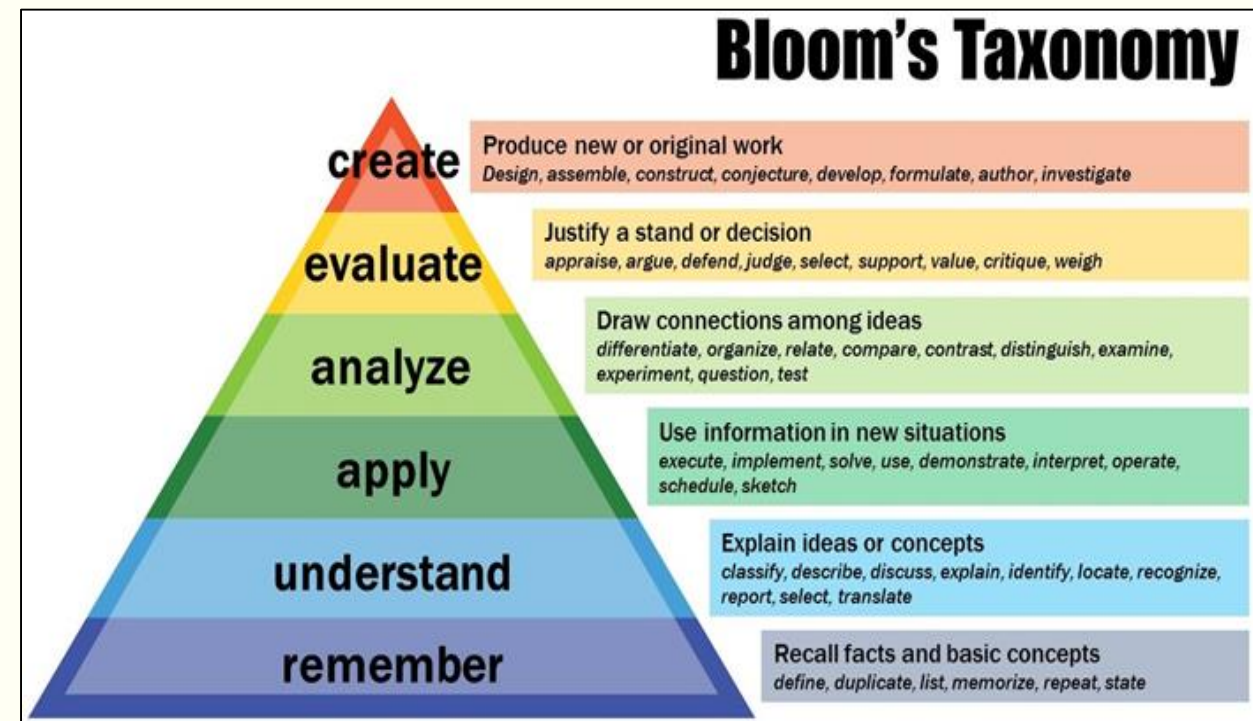 Bloom's Taxonomy
create
Produce new or original work
Design, assemble, construct, conjecture, develop, formulate, author, investigate
evaluate
Justify a stand or decision
appraise, argue, defend, judge, select, support, value, critique, weigh
analyze
Draw connections among ideas
differentiate, organize, relate, compare, contrast, distinguish, examine,
experiment, question, test
apply
Use information in new situations
execute, implement, solve, use, demonstrate, interpret, operate,
schedule, sketch
understand
Explain ideas or concepts
classify, describe, discuss, explain, identify, locate, recognize,
report, select, translate
remember
Recall facts and basic concepts
define, duplicate, list, memorize, repeat, state